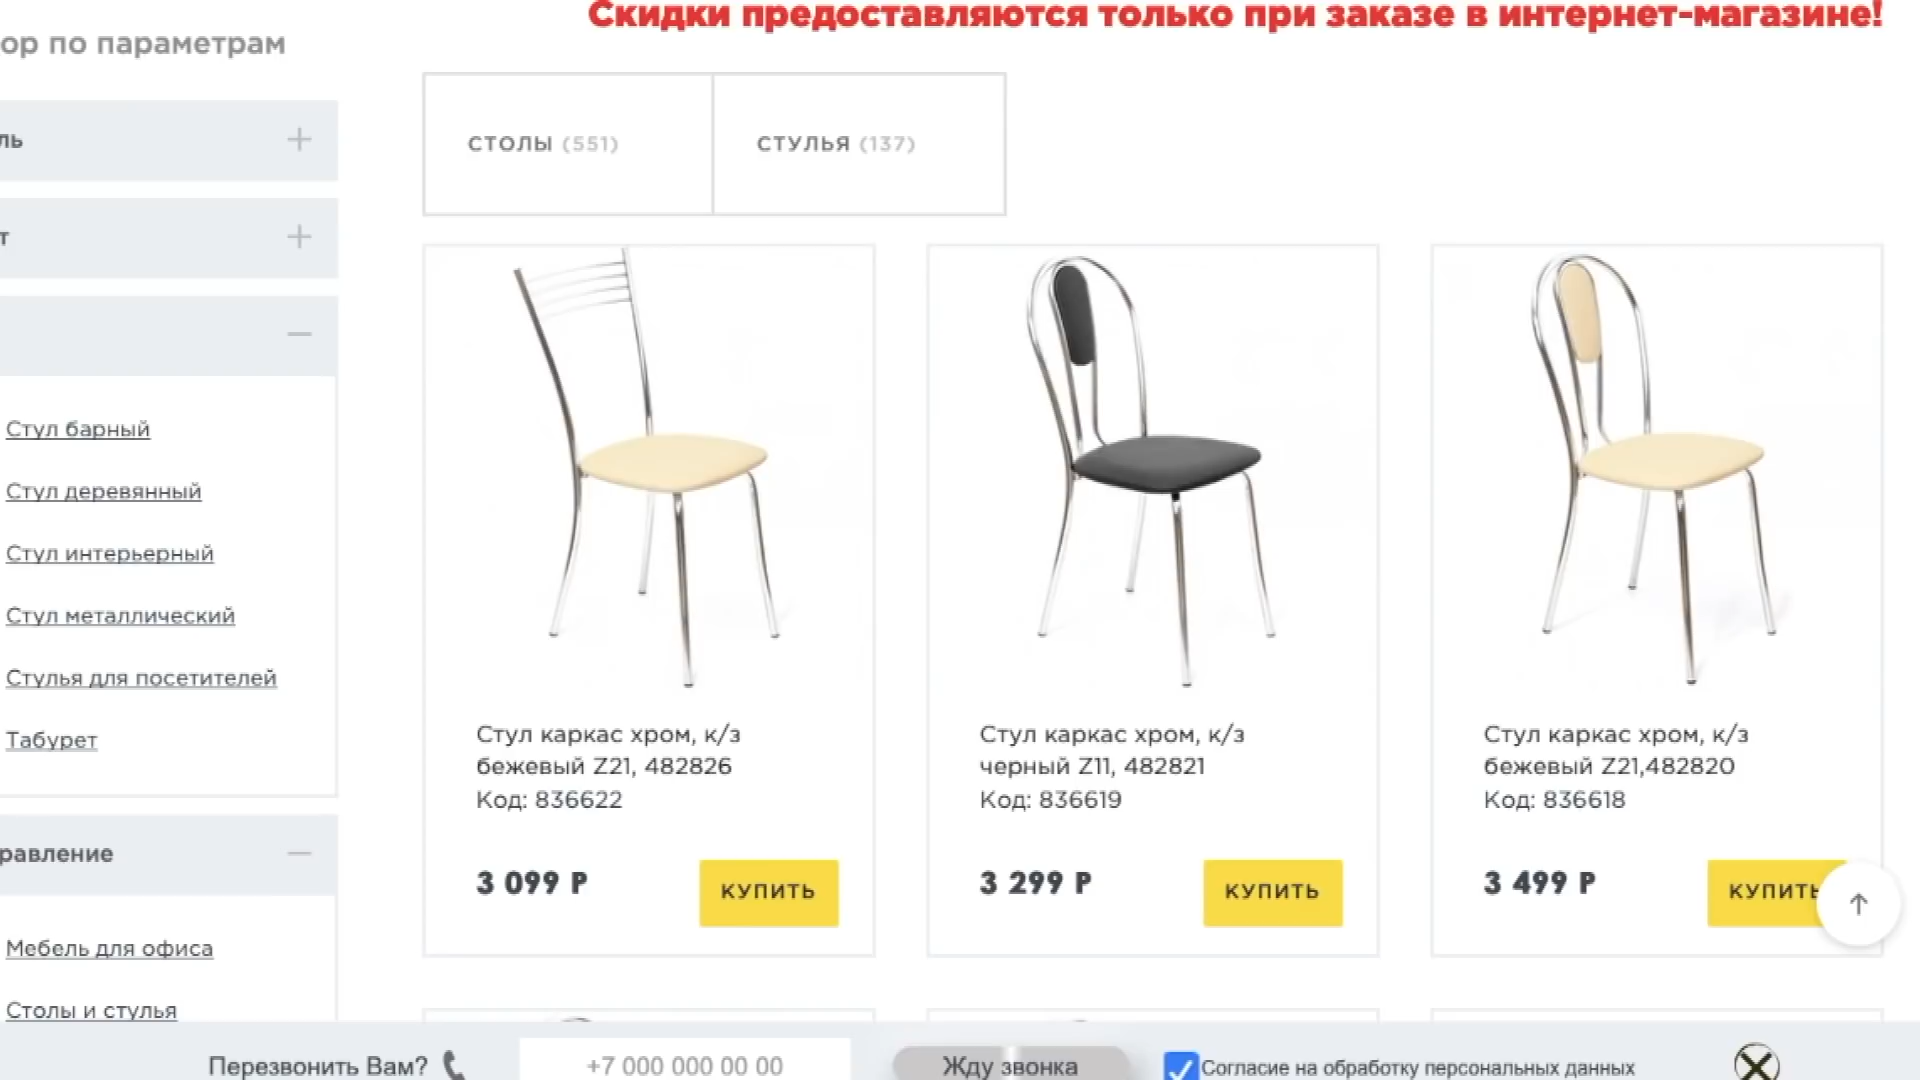 Скидки предоставляются только при заказе в интернет-магазине!
ор по параметрам
СТОЛЫ (551)
СТУЛЬЯ (137)
ль
т
Стул барный
Стул деревянный
Стул интерьерный
Стул металлический
Стулья для посетителей
Табурет
равление
Мебель для офиса
Столы и стулья
Стул каркас хром, к/з
бежевый Z21, 482826
Код: 836622
3 099 Р
КУПИТЬ
Стул каркас хром, к/з
черный Z11, 482821
Код: 836619
3 299 Р
КУПИТЬ
Стул каркас хром, к/з
бежевый Z21,482820
Код: 836618
3 499 Р
КУПИТЬ
Перезвонить Вам?
+7 000 000 00 00
Жду звонка
Согласие на обработку персональных данных